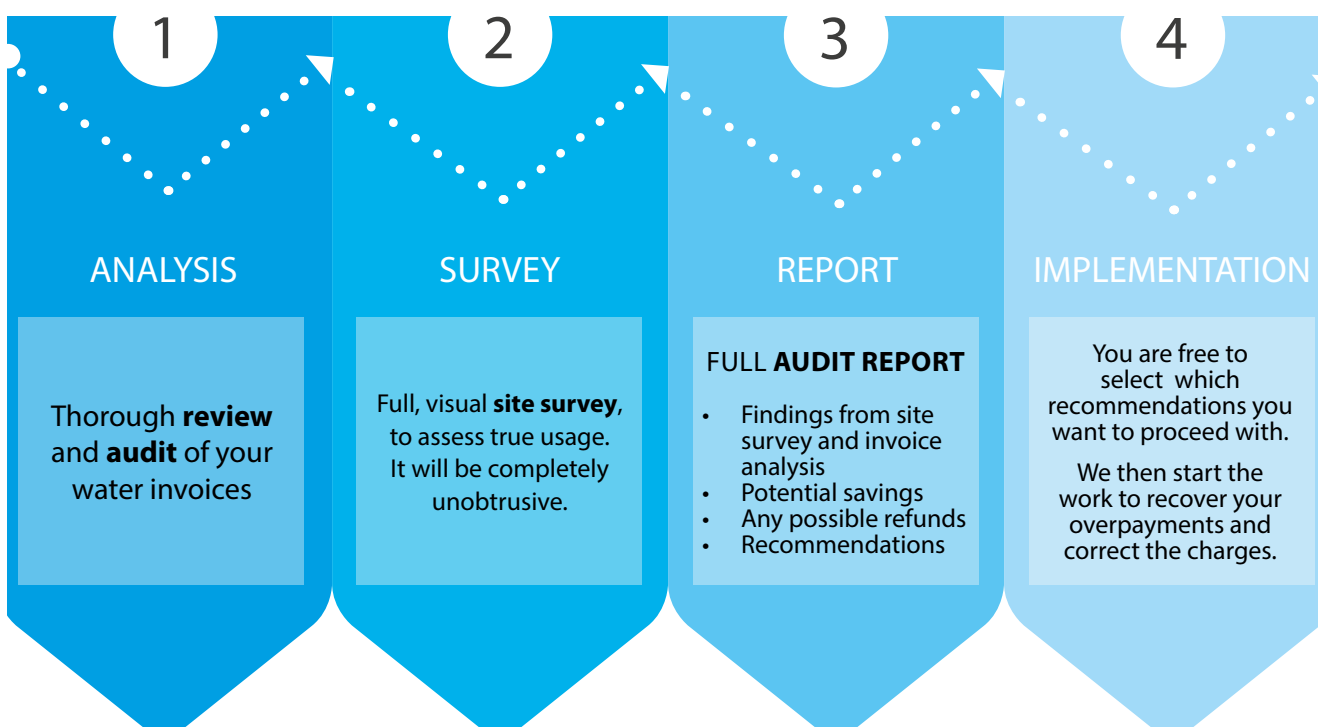 1
ANALYSIS
Thorough review
and audit of your
water invoices
2
SURVEY
Full, visual site survey,
to assess true usage.
It will be completely
unobtrusive.
3
REPORT
FULL AUDIT REPORT
• Findings from site
survey and invoice
analysis
• Potential savings
• Any possible refunds
• Recommendations
4
IMPLEMENTATION
You are free to
select which
recommendations you
want to proceed with.
We then start the
work to recover your
overpayments and
correct the charges.